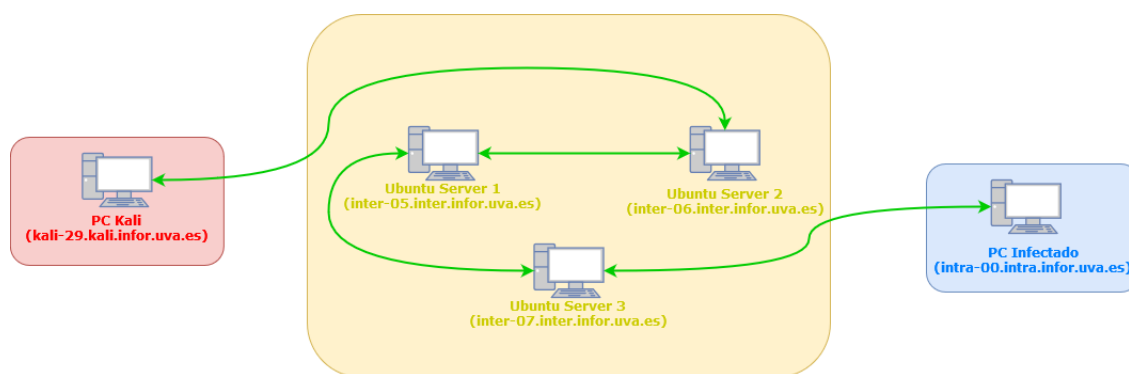 Ubuntu Server 1
(inter-05.inter.infor.uva.es)
Ubuntu Server 2
(inter-06.inter.infor.uva.es)
PC Kali
(kali-29.kali.infor.uva.es)
PC Infectado
(intra-00.intra.infor.uva.es)
Ubuntu Server 3
(inter-07.inter.infor.uva.es)